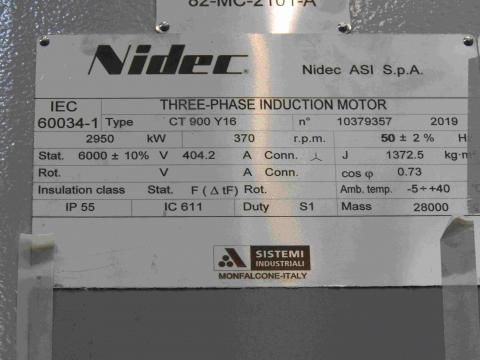 82-MC-2101-A
Nidec
Nidec ASI S.p.A.
IEC 60034-1
THREE-PHASE INDUCTION MOTOR
Type CT 900 Y16 n° 10379357 2019
2950 kW 370 r.p.m. 50 ± 2 % H
Stat. 6000 ± 10% V 404.2 A Conn. J 1372.5 kg·m
Rot. V A Conn. cos φ 0.73
Insulation class Stat. F (ΔtF) Rot. Amb. temp. -5÷+40
IP 55 IC 611 Duty S1 Mass 28000
SISTEMI
INDUSTRIALI
MONFALCONE-ITALY